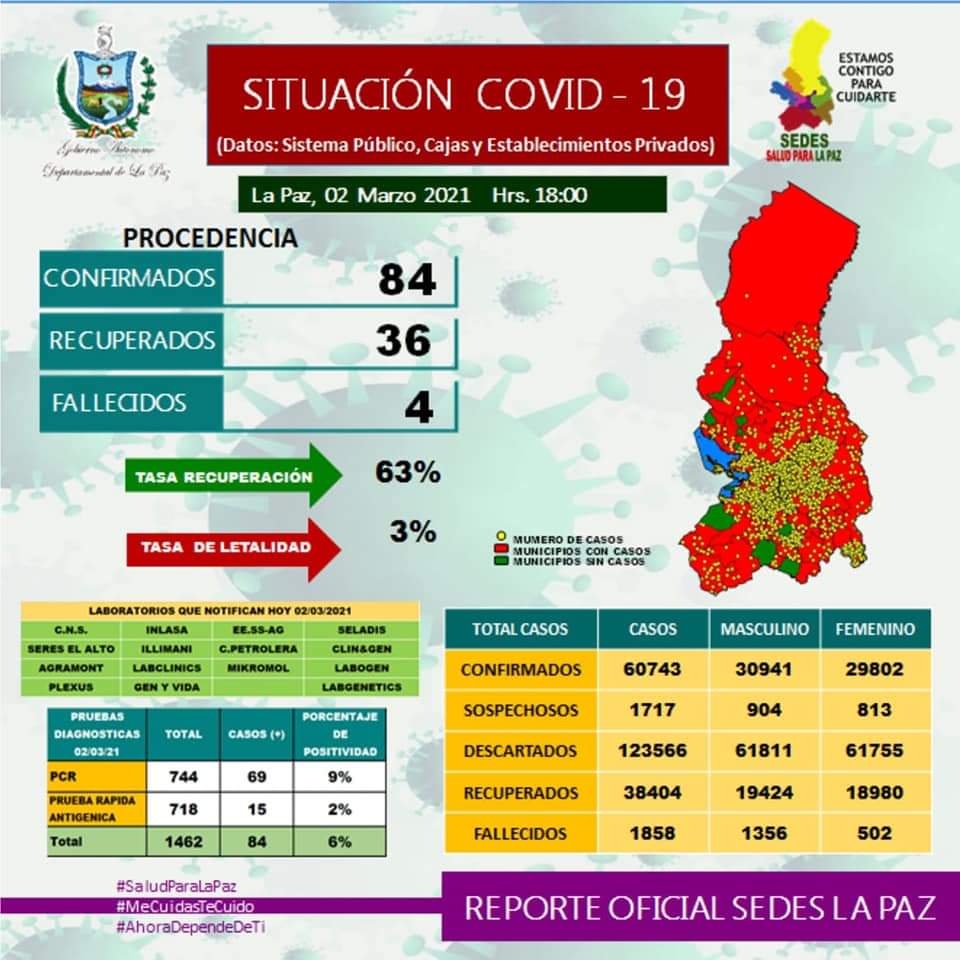 Gobierno Autonomo
Departamental de La Paz
SITUACIÓN COVID - 19
(Datos: Sistema Público, Cajas y Establecimientos Privados)
ESTAMOS
CONTIGO
PARA
CUIDARTE
SEDES
SALUD PARA LA PAZ
La Paz, 02 Marzo 2021 Hrs. 18:00
PROCEDENCIA
CONFIRMADOS 84
RECUPERADOS 36
FALLECIDOS 4
TASA RECUPERACIÓN 63%
TASA DE LETALIDAD 3%
MUMERO DE CASOS
MUNICIPIOS CON CASOS
MUNICIPIOS SIN CASOS
LABORATORIOS QUE NOTIFICAN HOY 02/03/2021
C.N.S. INLASA EE.SS-AG SELADIS
SERES EL ALTO ILLIMANI C.PETROLERA CLIN&GEN
AGRAMONT LABCLINICS MIKROMOL LABOGEN
PLEXUS GEN Y VIDA LABGENETICS
PRUEBAS DIAGNOSTICAS 02/03/21 TOTAL CASOS (+) PORCENTAJE DE POSITIVIDAD
PCR 744 69 9%
PRUEBA RAPIDA ANTIGENICA 718 15 2%
Total 1462 84 6%
TOTAL CASOS CASOS MASCULINO FEMENINO
CONFIRMADOS 60743 30941 29802
SOSPECHOSOS 1717 904 813
DESCARTADOS 123566 61811 61755
RECUPERADOS 38404 19424 18980
FALLECIDOS 1858 1356 502
#SaludParaLaPaz
#MeCuidasTeCuido
#AhoraDependeDeTi
REPORTE OFICIAL SEDES LA PAZ